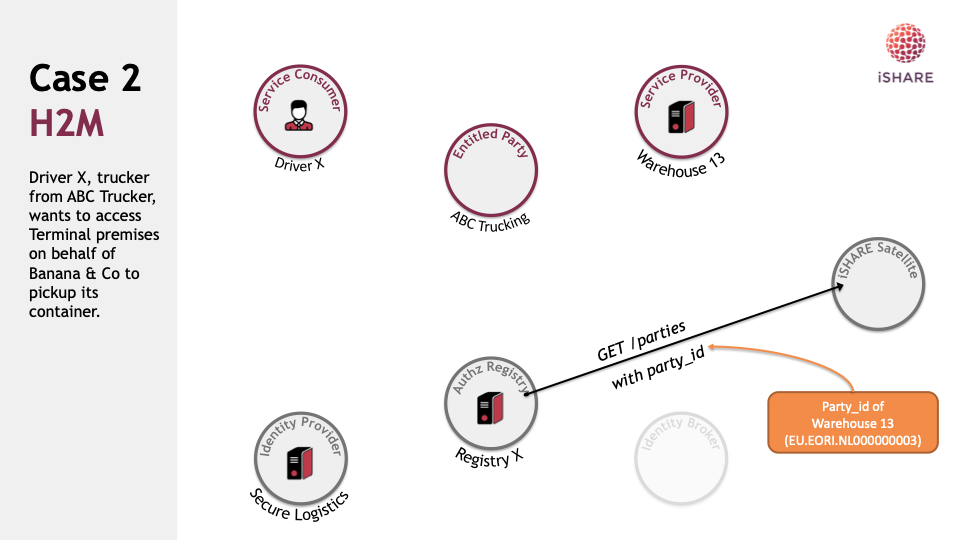 Case 2
H2M
Driver X, trucker
from ABC Trucker,
wants to access
Terminal premises
on behalf of
Banana & Co to
pickup its
container.
iSHARE
Service Consumer
Driver X
Entitled Party
ABC Trucking
Service Provider
Warehouse 13
iSHARE Satellite
GET /parties
with party_id
Party_id of
Warehouse 13
(EU.EORI.NL000000003)
Authz Registry
Registry X
Identity Provider
Secure Logistics
Identity Broker